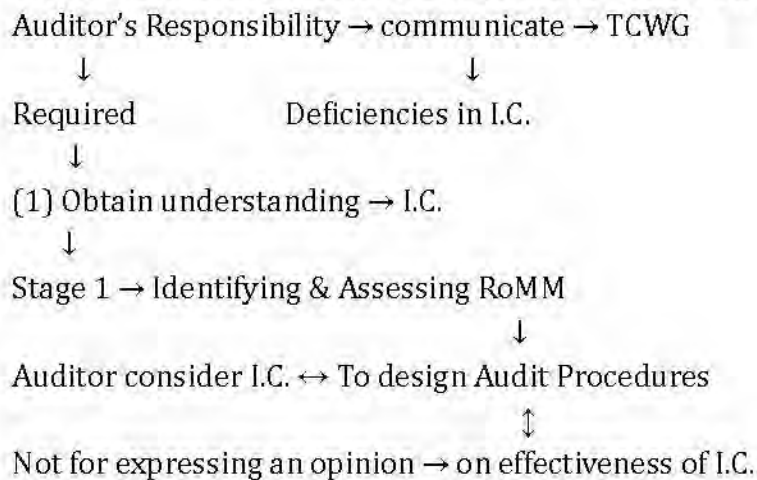 Auditor's Responsibility → communicate → TCWG
↓ ↓
Required Deficiencies in I.C.
↓
(1) Obtain understanding → I.C.
↓
Stage 1 → Identifying & Assessing RoMM
↓
Auditor consider I.C. ↔ To design Audit Procedures
↕
Not for expressing an opinion → on effectiveness of I.C.